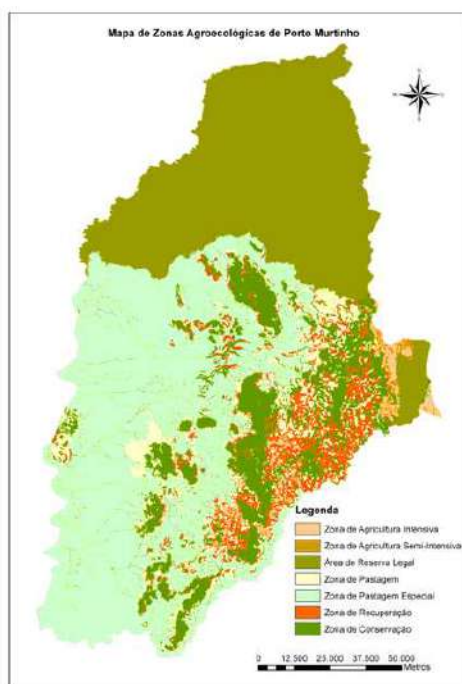 Mapa de Zonas Agroecológicas de Porto Murtinho
Legenda
Zona de Agricultura Intensiva
Zona de Agricultura Semi-Intensiva
Área de Reserva Legal
Zona de Pastagem
Zona de Pastagem Especial
Zona de Recuperação
Zona de Conservação
0 12.500 25.000 37.500 50.000
Metros